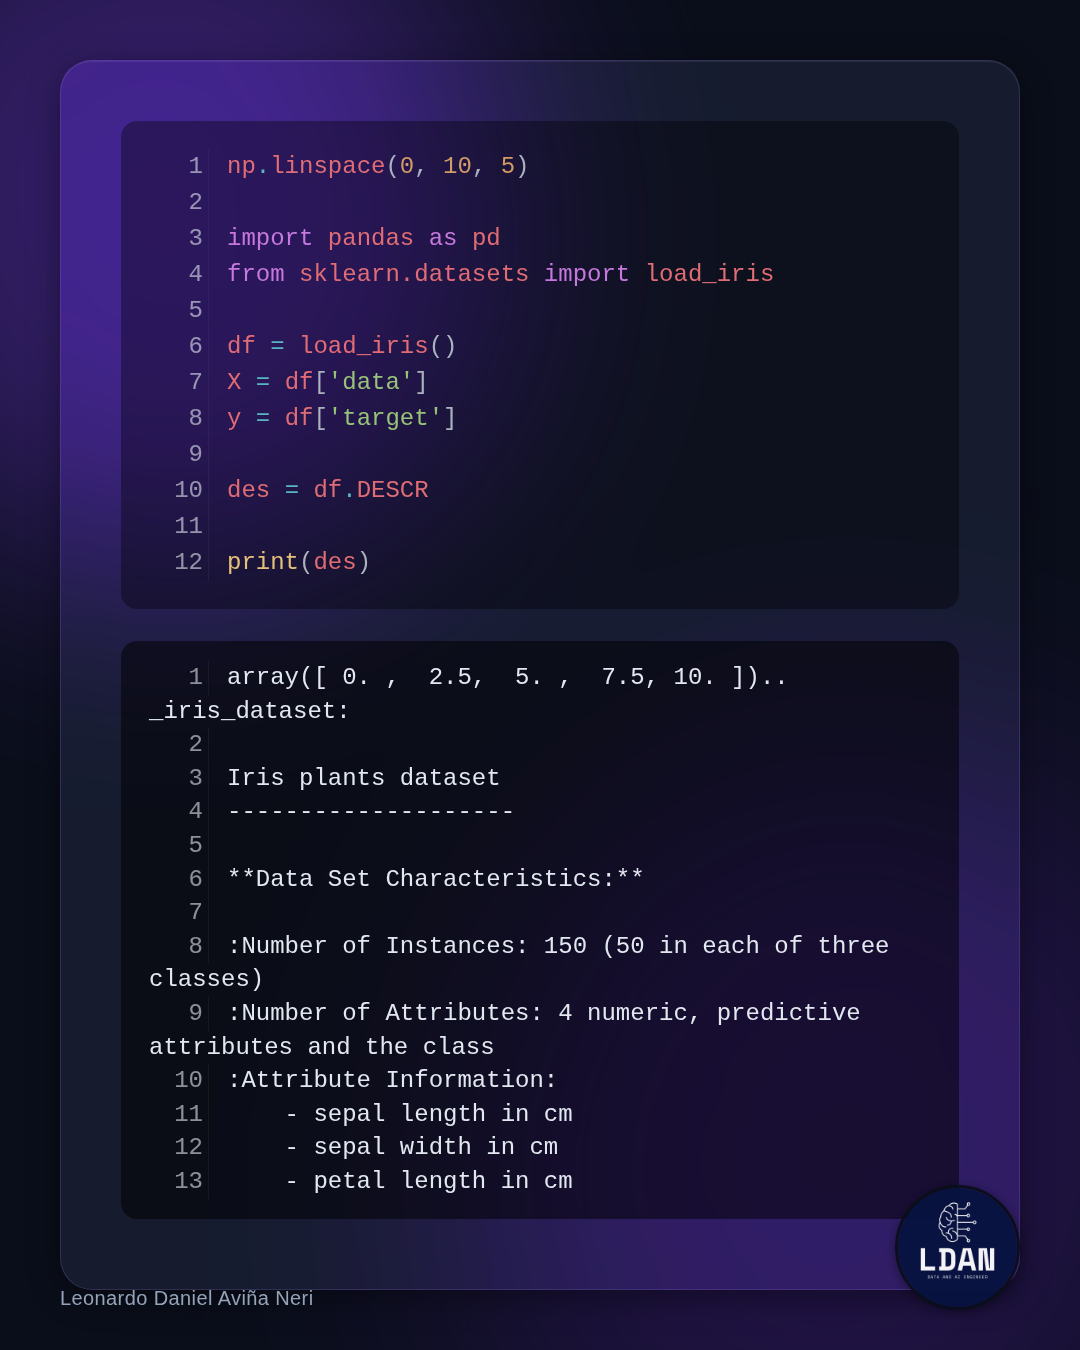 1 np.linspace(0, 10, 5)
2
3 import pandas as pd
4 from sklearn.datasets import load_iris
5
6 df = load_iris()
7 X = df['data']
8 y = df['target']
9
10 des = df.DESCR
11
12 print(des)
1 array([ 0. ,  2.5,  5. ,  7.5, 10. ])..
_iris_dataset:
2
3 Iris plants dataset
4 --------------------
5
6 **Data Set Characteristics:**
7
8 :Number of Instances: 150 (50 in each of three
classes)
9 :Number of Attributes: 4 numeric, predictive
attributes and the class
10 :Attribute Information:
11     - sepal length in cm
12     - sepal width in cm
13     - petal length in cm
LDAN
DATA AND AI ENGINEER
Leonardo Daniel Aviña Neri